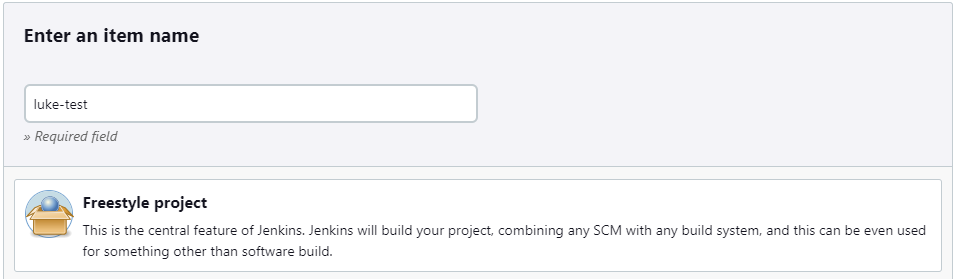 Enter an item name
luke-test
» Required field
Freestyle project
This is the central feature of Jenkins. Jenkins will build your project, combining any SCM with any build system, and this can be even used
for something other than software build.